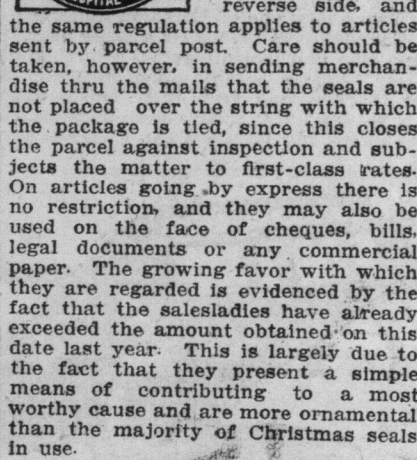 HOSPITAL
reverse side, and
the same regulation applies to articles
sent by parcel post. Care should be
taken, however, in sending merchan-
dise thru the mails that the seals are
not placed over the string with which
the package is tied, since this closes
the parcel against inspection and sub-
jects the matter to first-class rates.
On articles going by express there is
no restriction, and they may also be
used on the face of cheques, bills,
legal documents or any commercial
paper. The growing favor with which
they are regarded is evidenced by the
fact that the salesladies have already
exceeded the amount obtained on this
date last year. This is largely due to
the fact that they present a simple
means of contributing to a most
worthy cause and are more ornamental
than the majority of Christmas seals
in use.